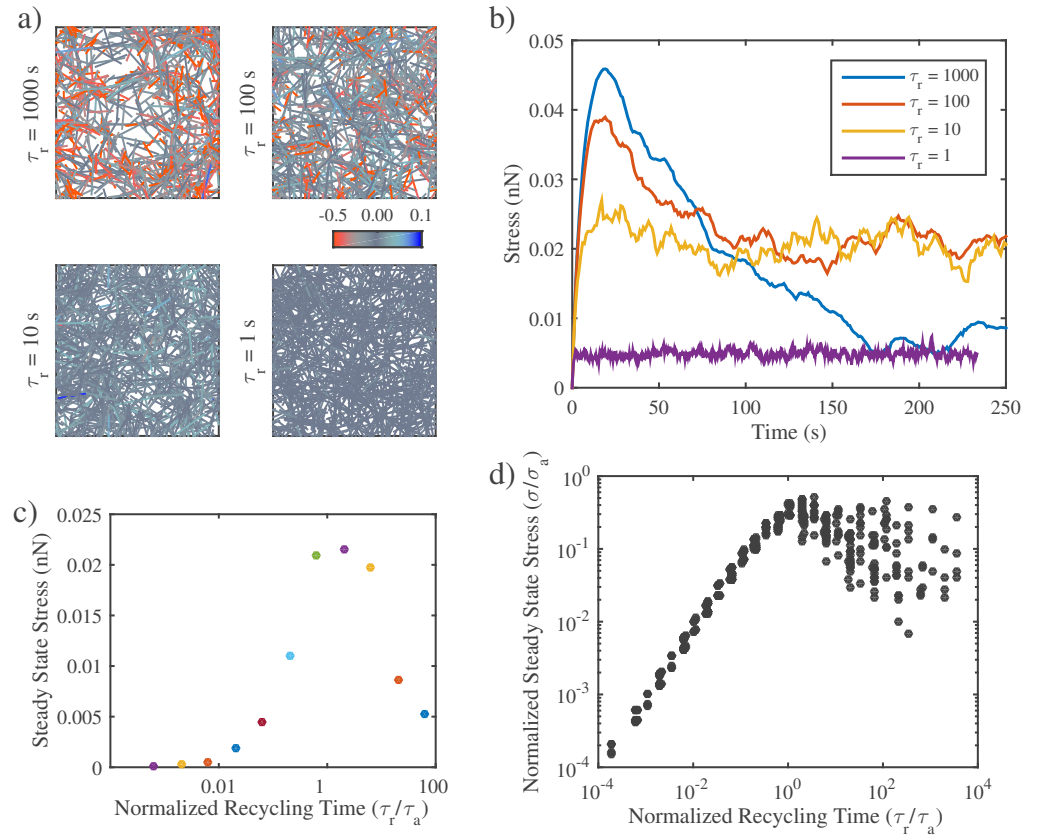 a)
τr = 1000 s
τr = 100 s
-0.5 0.00 0.1
τr = 10 s
τr = 1 s
b)
Stress (nN)
0.05
0.04
0.03
0.02
0.01
0
0 50 100 150 200 250
Time (s)
τr = 1000
τr = 100
τr = 10
τr = 1
c)
Steady State Stress (nN)
0.025
0.02
0.015
0.01
0.005
0
0.01 1 100
Normalized Recycling Time (τr/τa)
d)
Normalized Steady State Stress (σ/σa)
10^0
10^-1
10^-2
10^-3
10^-4
10^-4 10^-2 10^0 10^2 10^4
Normalized Recycling Time (τr/τa)